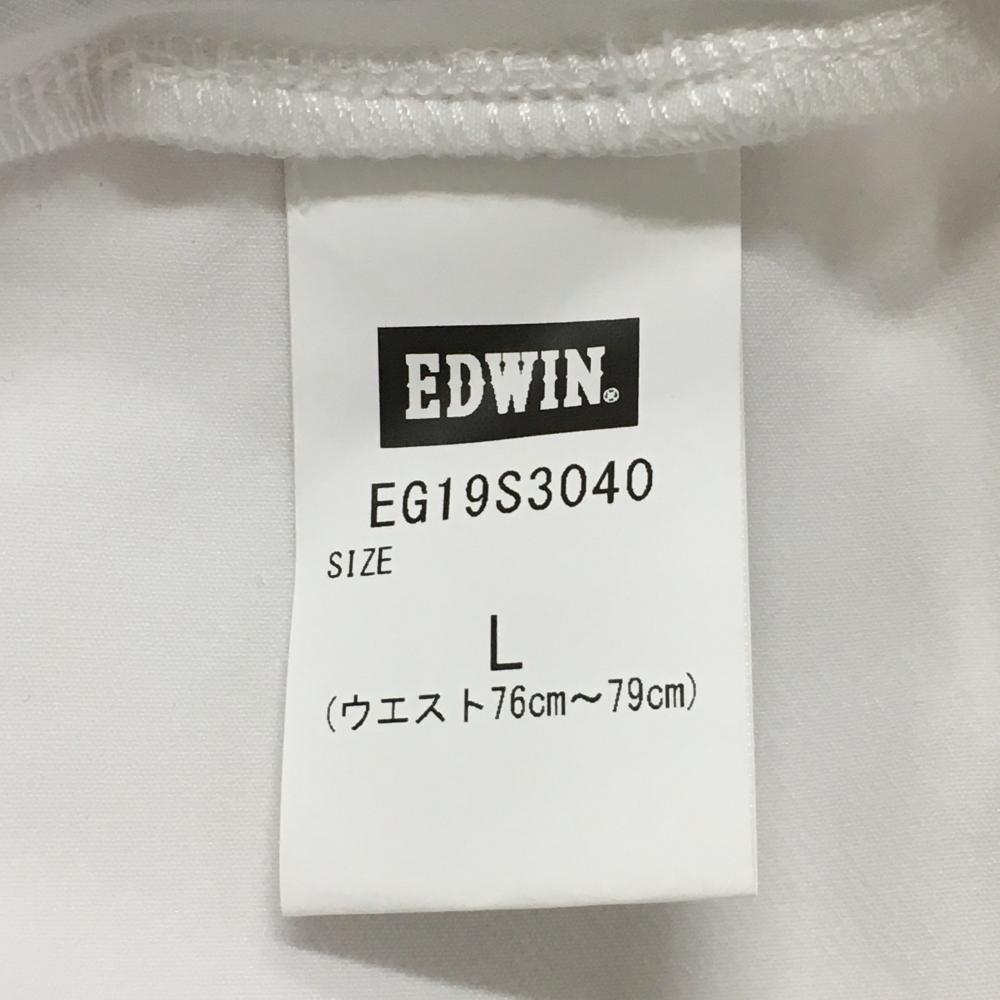 EDWIN®
EG19S3040
SIZE
L
(ウエスト76cm～79cm)